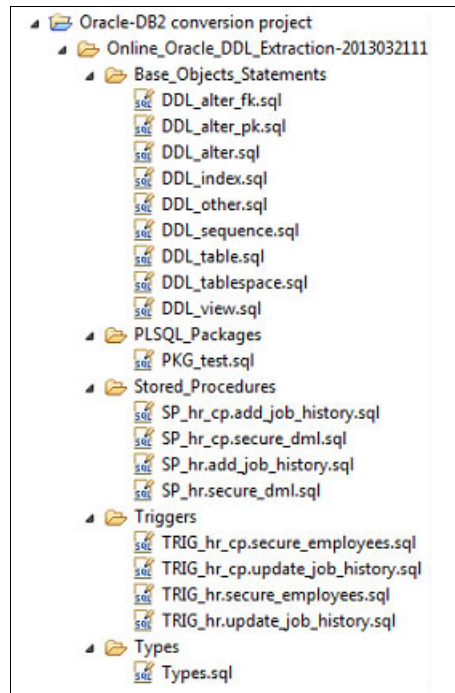 Oracle-DB2 conversion project
Online_Oracle_DDL_Extraction-2013032111
Base_Objects_Statements
DDL_alter_fk.sql
DDL_alter_pk.sql
DDL_alter.sql
DDL_index.sql
DDL_other.sql
DDL_sequence.sql
DDL_table.sql
DDL_tablespace.sql
DDL_view.sql
PLSQL_Packages
PKG_test.sql
Stored_Procedures
SP_hr_cp.add_job_history.sql
SP_hr_cp.secure_dml.sql
SP_hr.add_job_history.sql
SP_hr.secure_dml.sql
Triggers
TRIG_hr_cp.secure_employees.sql
TRIG_hr_cp.update_job_history.sql
TRIG_hr.secure_employees.sql
TRIG_hr.update_job_history.sql
Types
Types.sql